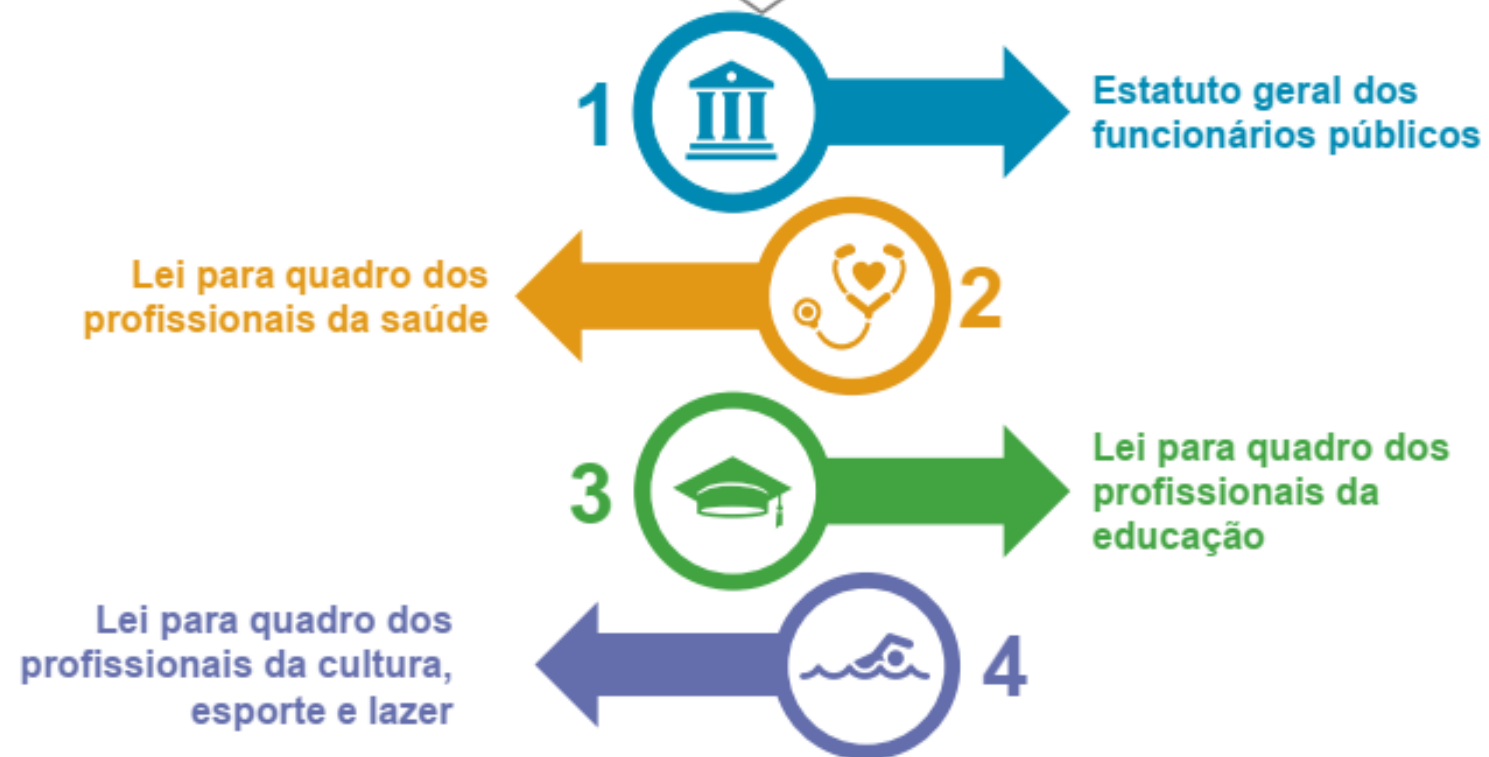 1
Estatuto geral dos
funcionários públicos
Lei para quadro dos
profissionais da saúde
2
3
Lei para quadro dos
profissionais da
educação
Lei para quadro dos
profissionais da cultura,
esporte e lazer
4